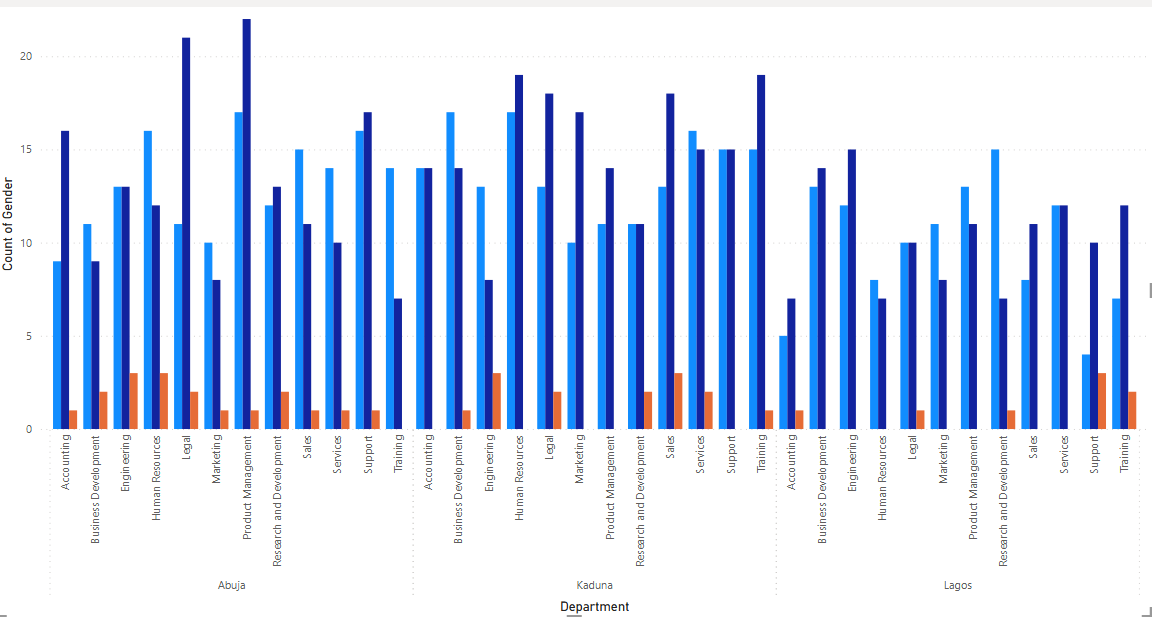 Count of Gender
20
15
10
5
0
Accounting
Business Development
Engineering
Human Resources
Legal
Marketing
Product Management
Research and Development
Sales
Services
Support
Training
Accounting
Business Development
Engineering
Human Resources
Legal
Marketing
Product Management
Research and Development
Sales
Services
Support
Training
Accounting
Business Development
Engineering
Human Resources
Legal
Marketing
Product Management
Research and Development
Sales
Services
Support
Training
Abuja
Kaduna
Lagos
Department